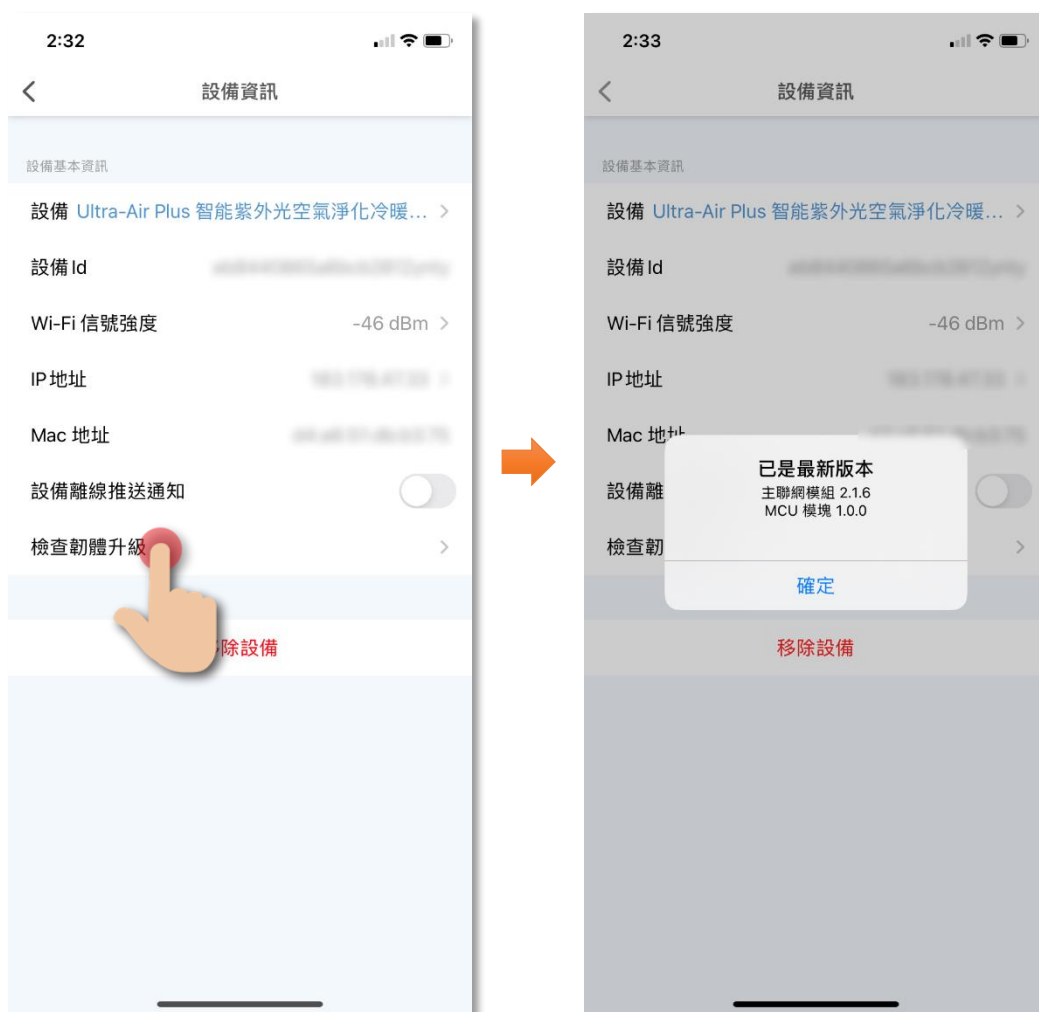 2:32
設備資訊
設備基本資訊
設備 Ultra-Air Plus 智能紫外光空氣淨化冷暖...
設備 Id
Wi-Fi 信號強度 -46 dBm
IP 地址
Mac 地址
設備離線推送通知
檢查韌體升級
除設備
2:33
設備資訊
設備基本資訊
設備 Ultra-Air Plus 智能紫外光空氣淨化冷暖...
設備 Id
Wi-Fi 信號強度 -46 dBm
IP 地址
Mac 地址
已是最新版本
設備離
主聯網模組 2.1.6
MCU 模塊 1.0.0
檢查韌
確定
移除設備